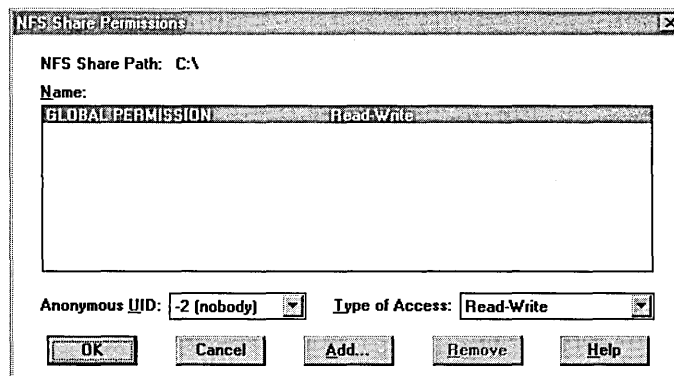 NFS Share Permissions
NFS Share Path: C:\
Name:
GLOBAL PERMISSION Read-Write
Anonymous UID: -2 (nobody) Type of Access: Read-Write
OK Cancel Add... Remove Help